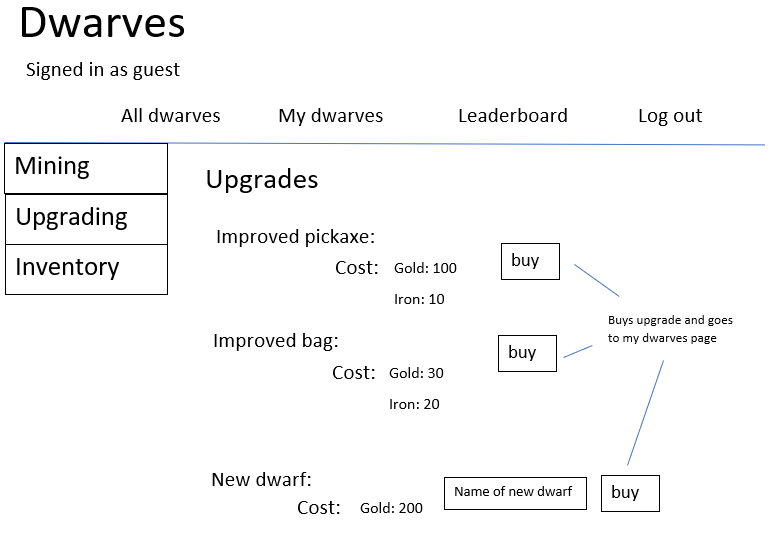 Dwarves
Signed in as guest
All dwarves My dwarves Leaderboard Log out
Mining
Upgrading
Inventory
Upgrades
Improved pickaxe:
Cost: Gold: 100
Iron: 10
buy
Improved bag:
Cost: Gold: 30
Iron: 20
buy
Buys upgrade and goes
to my dwarves page
New dwarf:
Cost: Gold: 200
Name of new dwarf
buy